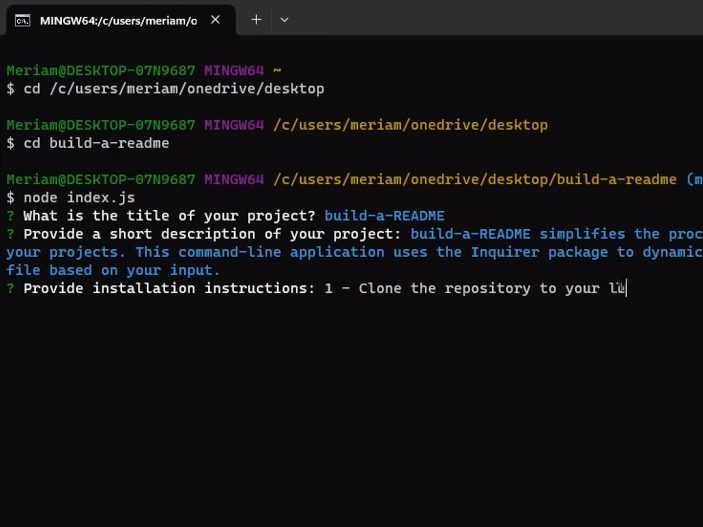 MINGW64:/c/users/meriam/o
Meriam@DESKTOP-07N9687 MINGW64 ~
$ cd /c/users/meriam/onedrive/desktop
Meriam@DESKTOP-07N9687 MINGW64 /c/users/meriam/onedrive/desktop
$ cd build-a-readme
Meriam@DESKTOP-07N9687 MINGW64 /c/users/meriam/onedrive/desktop/build-a-readme (m
$ node index.js
? What is the title of your project? build-a-README
? Provide a short description of your project: build-a-README simplifies the proc
your projects. This command-line application uses the Inquirer package to dynamic
file based on your input.
? Provide installation instructions: 1 - Clone the repository to your